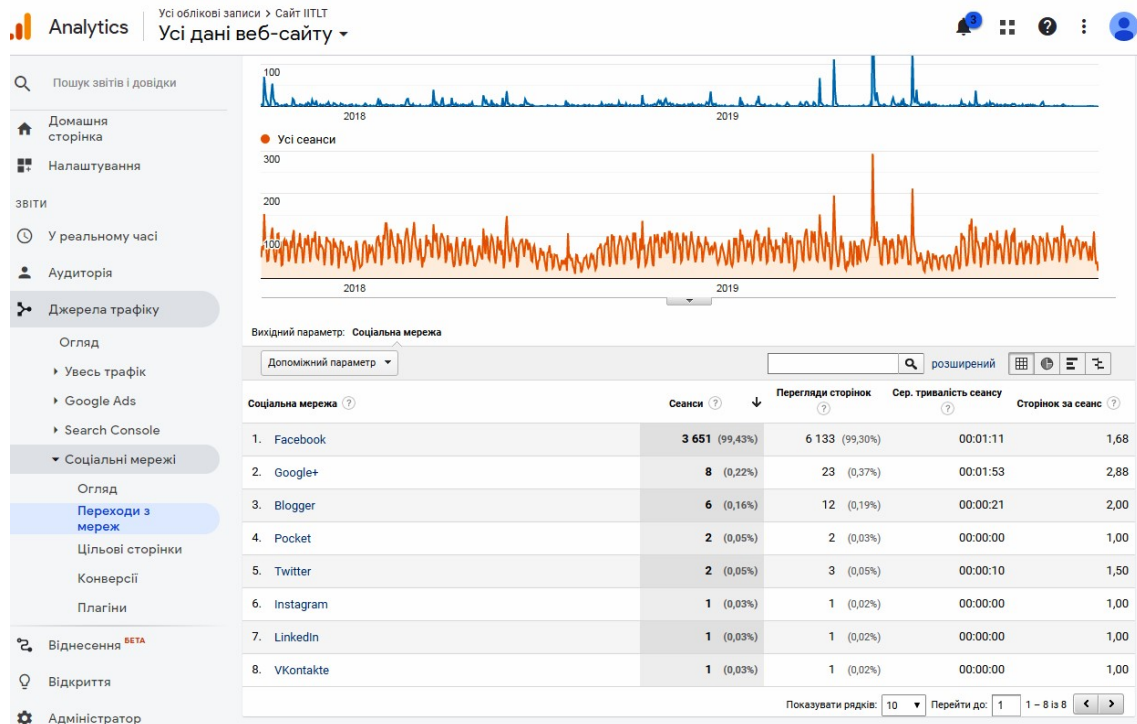 Analytics
Усі облікові записи > Сайт IITLT
Усі дані веб-сайту
3
Пошук звітів і довідки
Домашня
сторінка
Налаштування
ЗВІТИ
У реальному часі
Аудиторія
Джерела трафіку
Огляд
Увесь трафік
Google Ads
Search Console
Соціальні мережі
Огляд
Переходи з
мереж
Цільові сторінки
Конверсії
Плагіни
Віднесення BETA
Відкриття
Адміністратор
100
2018 2019
Усі сеанси
300
200
100
2018 2019
Вихідний параметр: Соціальна мережа
Допоміжний параметр розширений
Соціальна мережа ? Сеанси ? Перегляди сторінок ? Сер. тривалість сеансу ? Сторінок за сеанс ?
1. Facebook 3 651 (99,43%) 6 133 (99,30%) 00:01:11 1,68
2. Google+ 8 (0,22%) 23 (0,37%) 00:01:53 2,88
3. Blogger 6 (0,16%) 12 (0,19%) 00:00:21 2,00
4. Pocket 2 (0,05%) 2 (0,03%) 00:00:00 1,00
5. Twitter 2 (0,05%) 3 (0,05%) 00:00:10 1,50
6. Instagram 1 (0,03%) 1 (0,02%) 00:00:00 1,00
7. LinkedIn 1 (0,03%) 1 (0,02%) 00:00:00 1,00
8. VKontakte 1 (0,03%) 1 (0,02%) 00:00:00 1,00
Показувати рядків: 10 Перейти до: 1 1 – 8 із 8